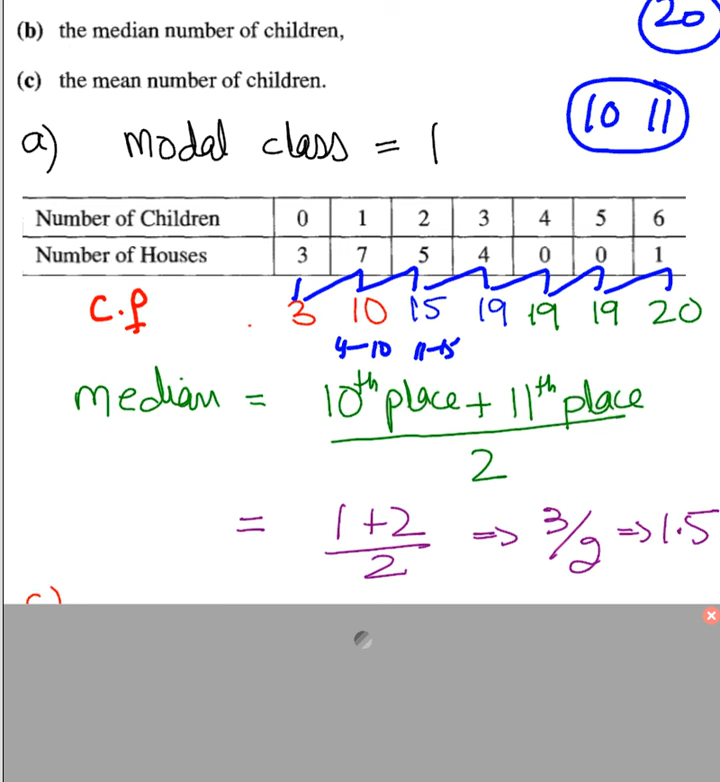 (b) the median number of children,
20
(c) the mean number of children.
10 11
a) modal class = 1
Number of Children 0 1 2 3 4 5 6
Number of Houses 3 7 5 4 0 0 1
C.f 3 10 15 19 19 19 20
4-10 11-15
median = 10th place + 11th place
2
= 1+2 => 3/2 => 1.5
2
c)